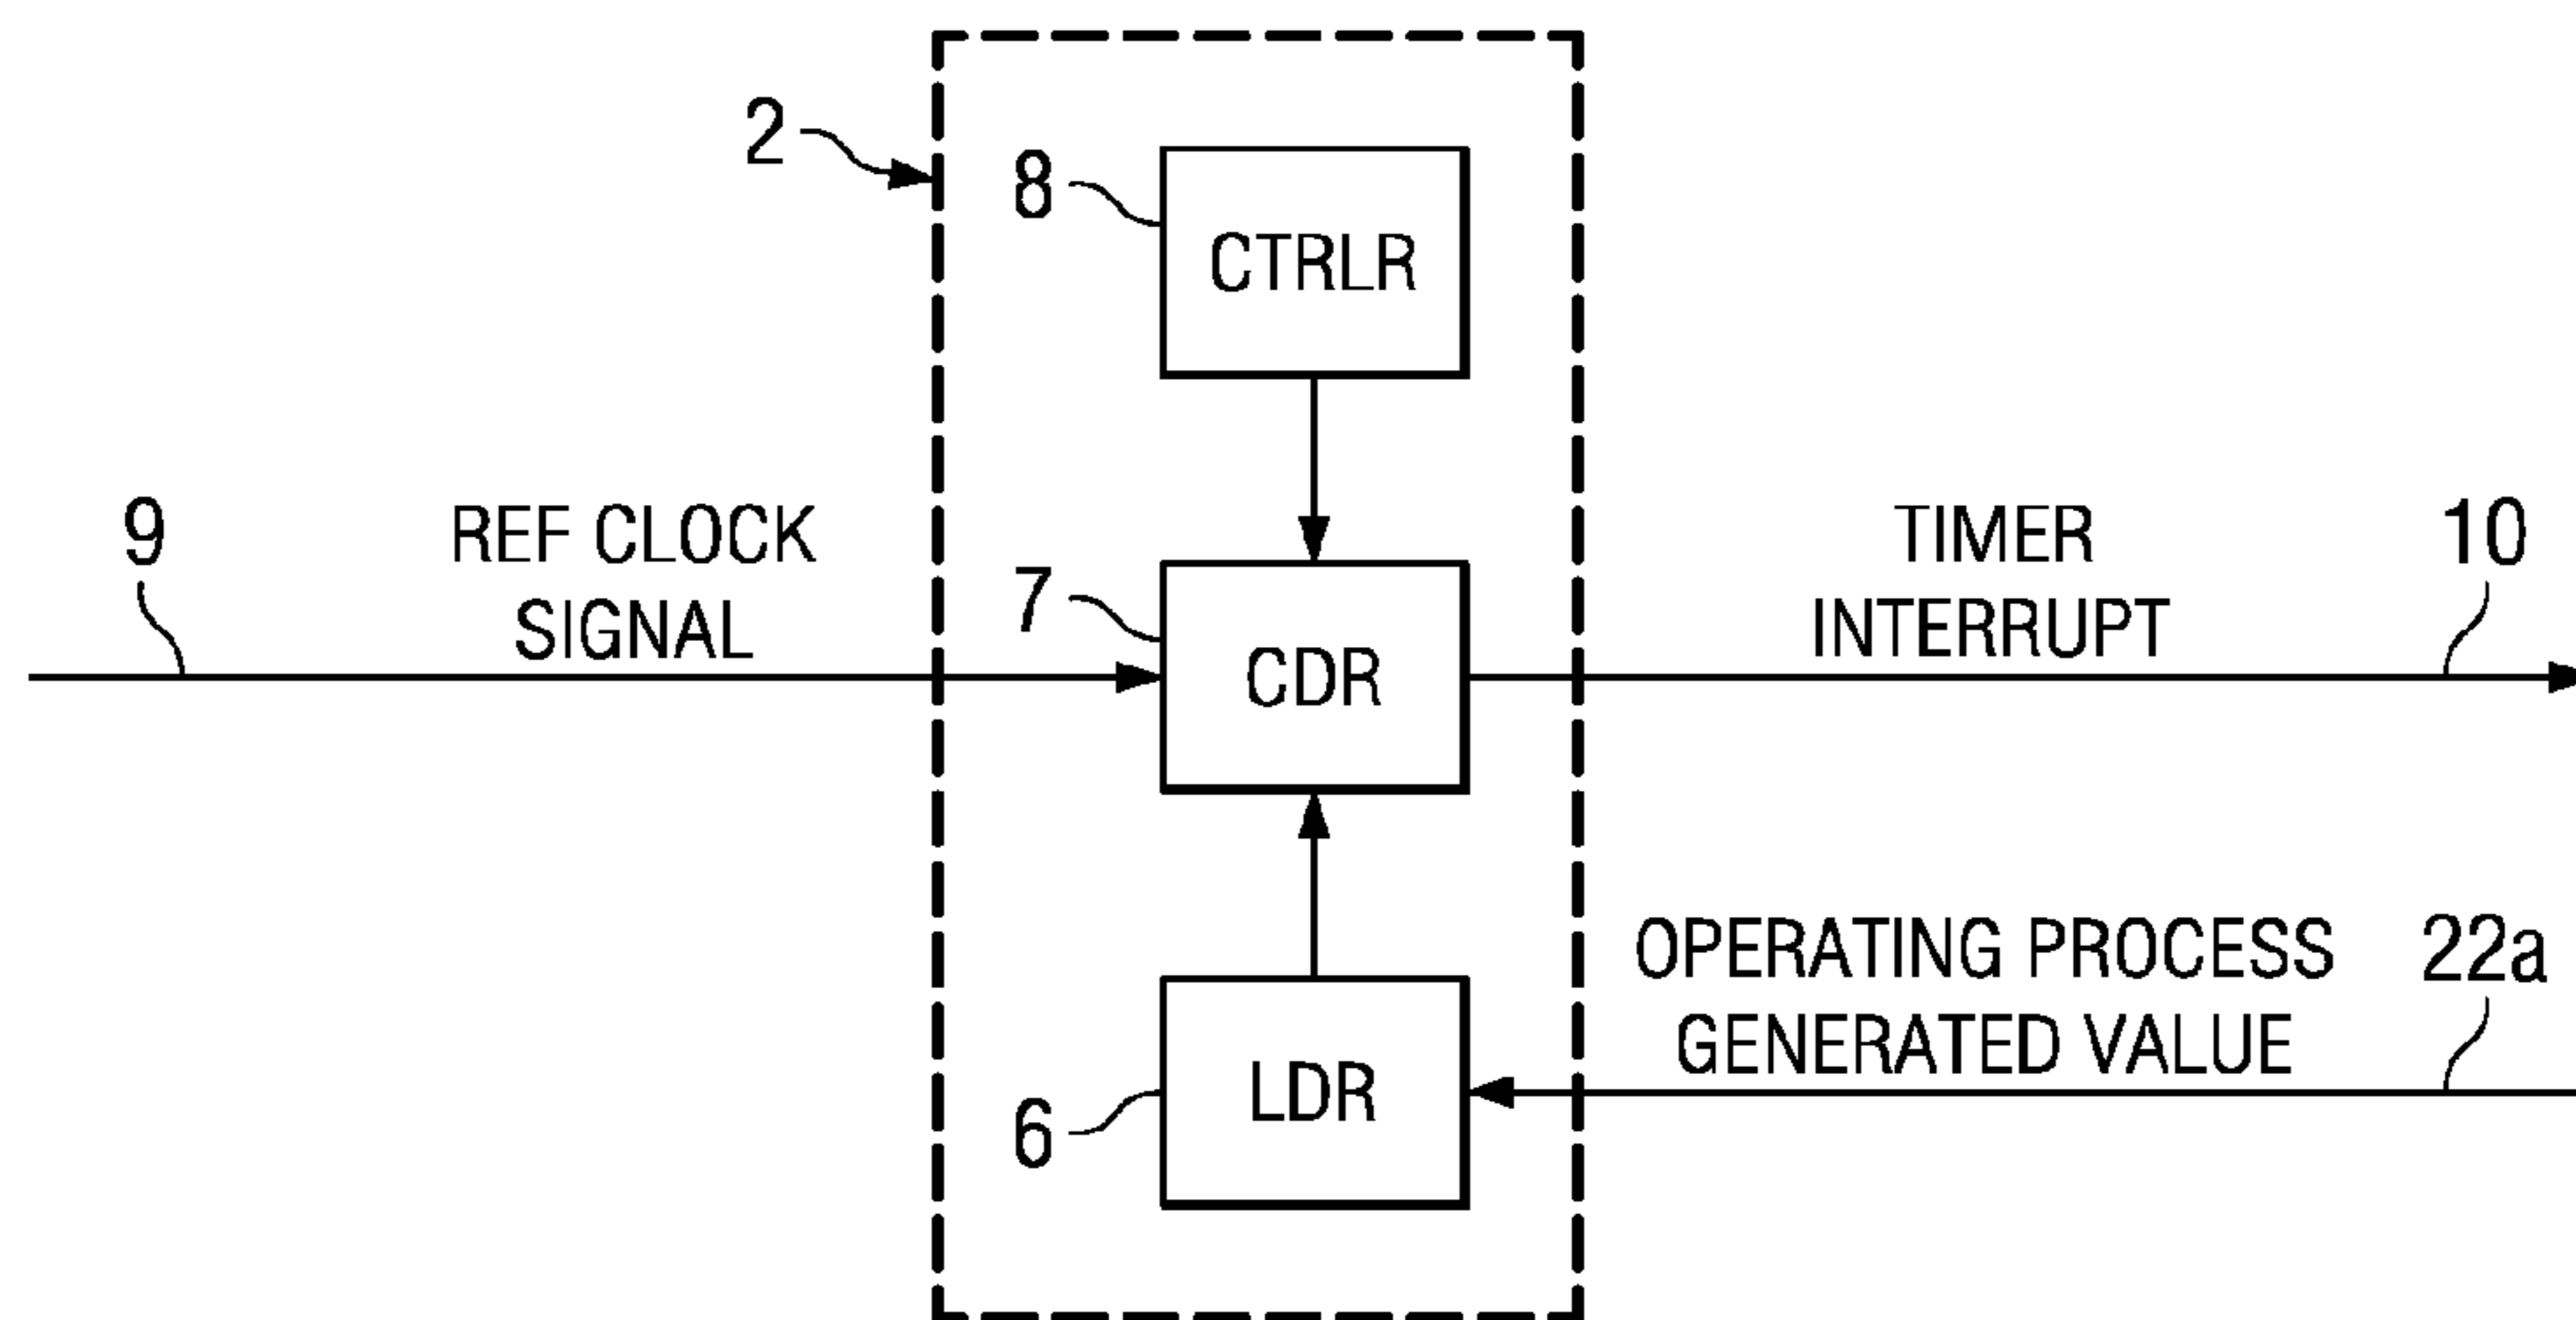 2
8
CTRLR
9
REF CLOCK
SIGNAL
7
CDR
TIMER
INTERRUPT
10
OPERATING PROCESS
GENERATED VALUE
22a
6
LDR